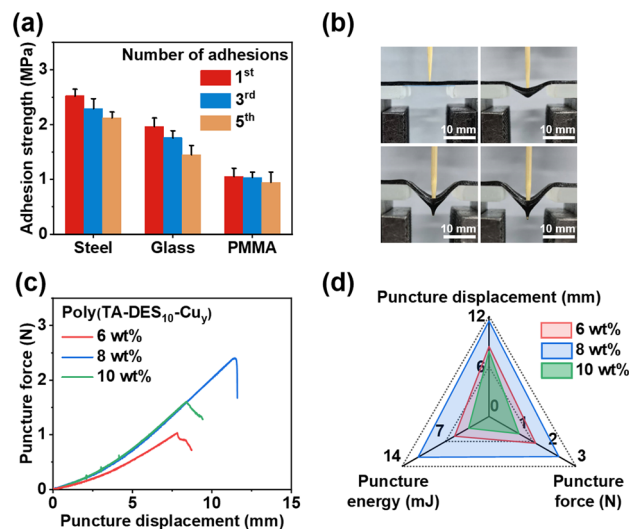 (a)
Adhesion strength (MPa)
3
2
1
0
Number of adhesions
1st
3rd
5th
Steel
Glass
PMMA
(b)
10 mm
10 mm
10 mm
10 mm
(c)
Puncture force (N)
3
2
1
0
Poly(TA-DES10-Cuy)
6 wt%
8 wt%
10 wt%
0
5
10
15
Puncture displacement (mm)
(d)
Puncture displacement (mm)
12
6
0
7
14
1
2
3
6 wt%
8 wt%
10 wt%
Puncture
energy (mJ)
Puncture
force (N)